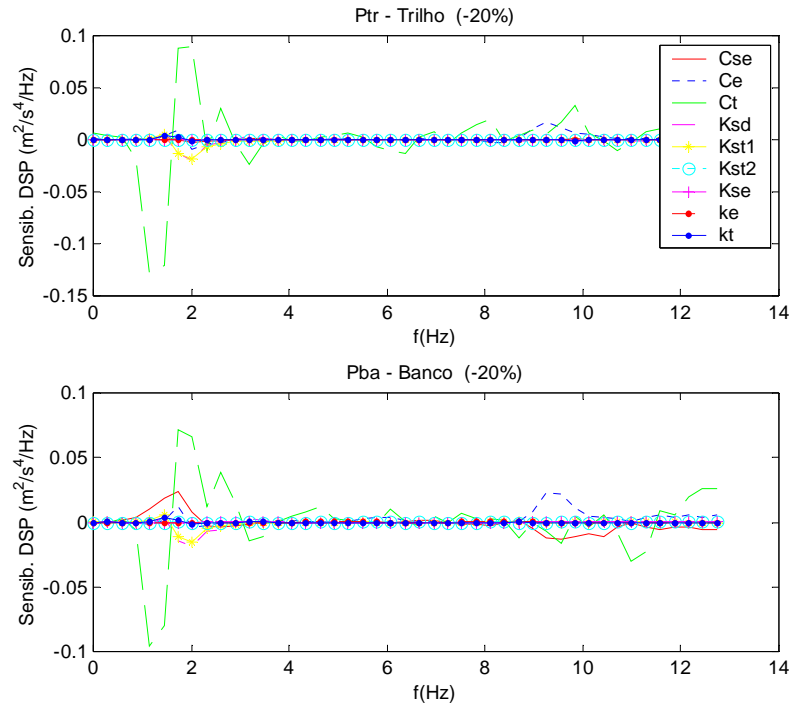 Ptr - Trilho (-20%)
0.1
0.05
0
-0.05
-0.1
-0.15
Sensib. DSP (m²/s⁴/Hz)
Cse
Ce
Ct
Ksd
Kst1
Kst2
Kse
ke
kt
0 2 4 6 8 10 12 14
f(Hz)
Pba - Banco (-20%)
0.1
0.05
0
-0.05
-0.1
Sensib. DSP (m²/s⁴/Hz)
0 2 4 6 8 10 12 14
f(Hz)